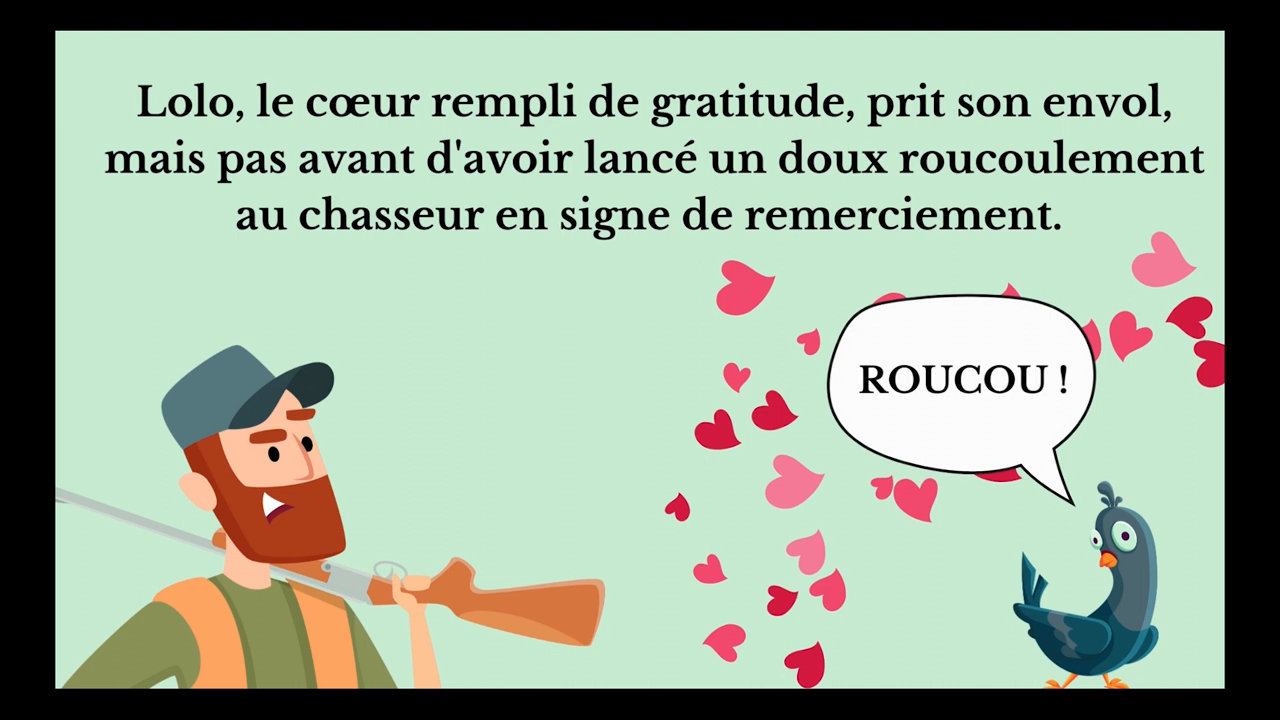 Lolo, le cœur rempli de gratitude, prit son envol,
mais pas avant d'avoir lancé un doux roucoulement
au chasseur en signe de remerciement.
ROUCOU !